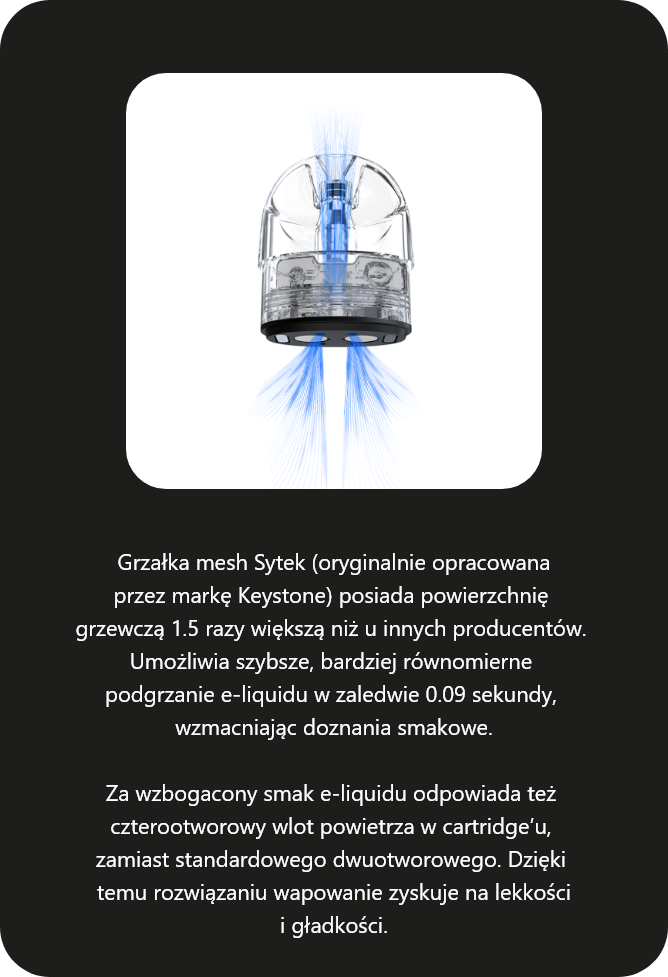 Grzałka mesh Sytek (oryginalnie opracowana
przez markę Keystone) posiada powierzchnię
grzewczą 1.5 razy większą niż u innych producentów.
Umożliwia szybsze, bardziej równomierne
podgrzanie e-liquidu w zaledwie 0.09 sekundy,
wzmacniając doznania smakowe.
Za wzbogacony smak e-liquidu odpowiada też
czterootworowy wlot powietrza w cartridge’u,
zamiast standardowego dwuotworowego. Dzięki
temu rozwiązaniu wapowanie zyskuje na lekkości
i gładkości.